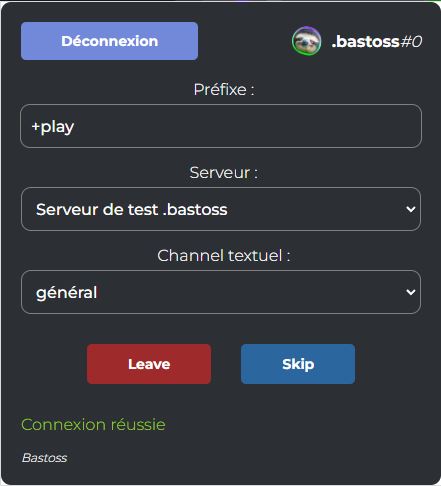 Déconnexion
.bastoss#0
Préfixe :
+play
Serveur :
Serveur de test .bastoss
Channel textuel :
général
Leave
Skip
Connexion réussie
Bastoss